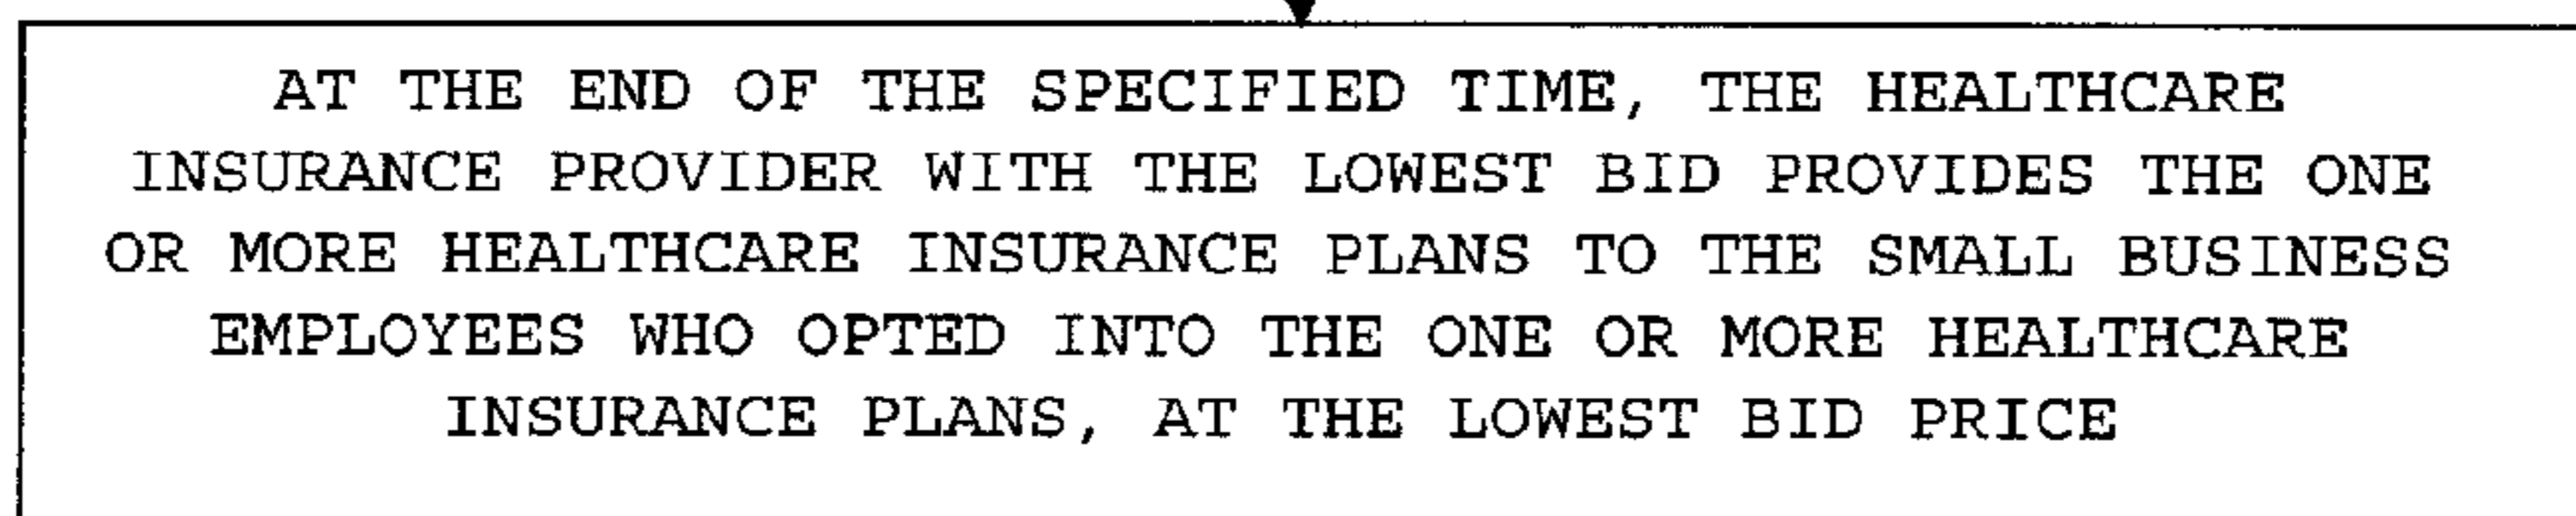 AT THE END OF THE SPECIFIED TIME, THE HEALTHCARE
INSURANCE PROVIDER WITH THE LOWEST BID PROVIDES THE ONE
OR MORE HEALTHCARE INSURANCE PLANS TO THE SMALL BUSINESS
EMPLOYEES WHO OPTED INTO THE ONE OR MORE HEALTHCARE
INSURANCE PLANS, AT THE LOWEST BID PRICE